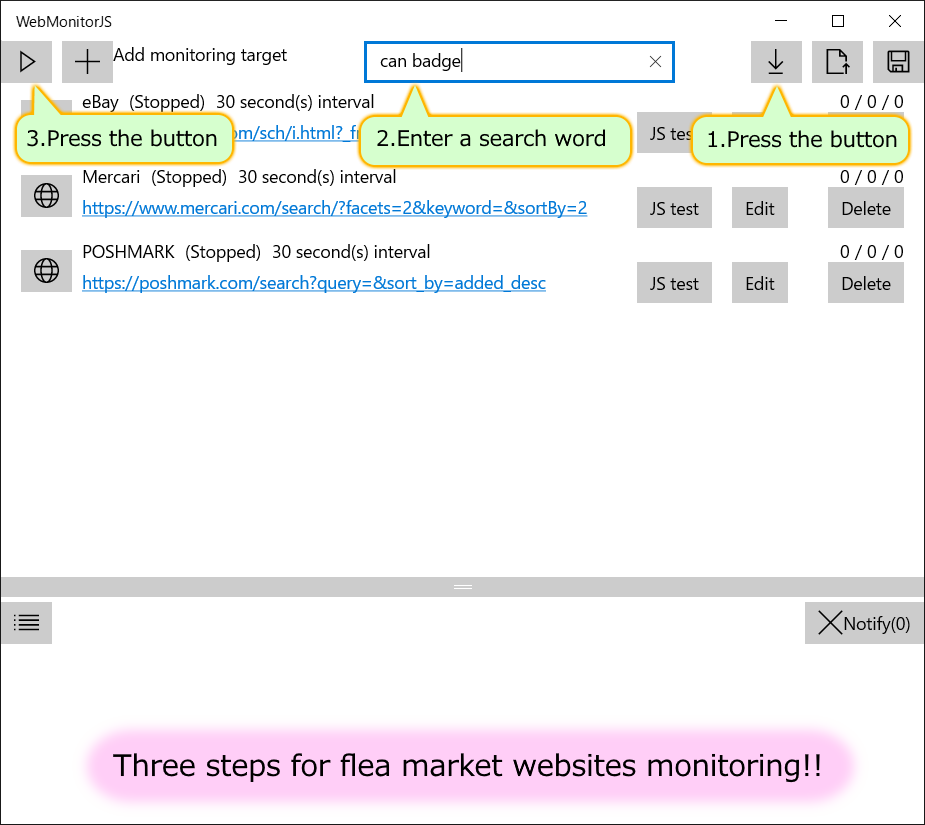 WebMonitorJS
Add monitoring target
can badge
eBay (Stopped) 30 second(s) interval
0 / 0 / 0
3.Press the button
om/sch/i.html?_fr
2.Enter a search word
JS tes
1.Press the button
Mercari (Stopped) 30 second(s) interval
0 / 0 / 0
https://www.mercari.com/search/?facets=2&keyword=&sortBy=2
JS test
Edit
Delete
POSHMARK (Stopped) 30 second(s) interval
0 / 0 / 0
https://poshmark.com/search?query=&sort_by=added_desc
JS test
Edit
Delete
Notify(0)
Three steps for flea market websites monitoring!!